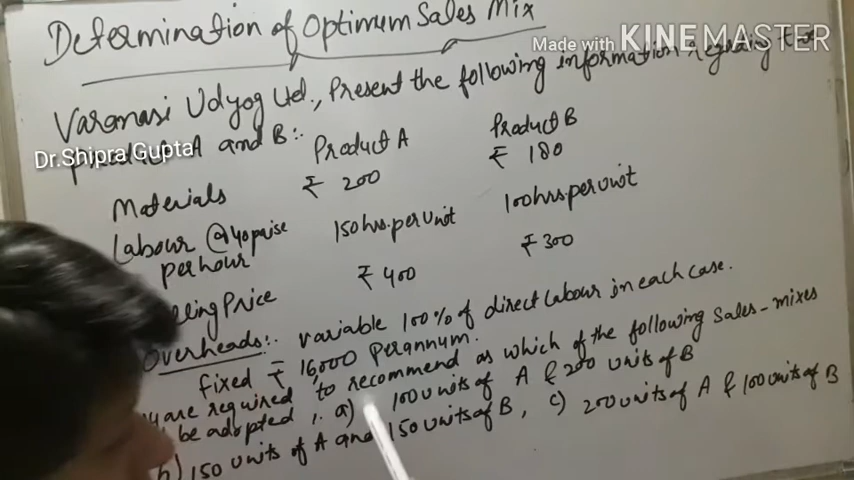 Determination of Optimum Sales Mix
Made with KINEMASTER
Varanasi Udyog Ltd., Present the following information regarding
A and B:-
Dr.Shipra Gupta
Product A Product B
Materials ₹ 200 ₹ 180
Labour @ 40 paise 150 hrs. per unit 100 hrs. per unit
per hour
Price ₹ 400 ₹ 300
Overheads:- variable 100% of direct labour in each case.
fixed ₹ 16,000 Per annum.
are required to recommend as which of the following sales-mixes
be adopted :. a) 100 units of A & 200 units of B
b) 150 units of A and 150 units of B, c) 200 units of A & 100 units of B